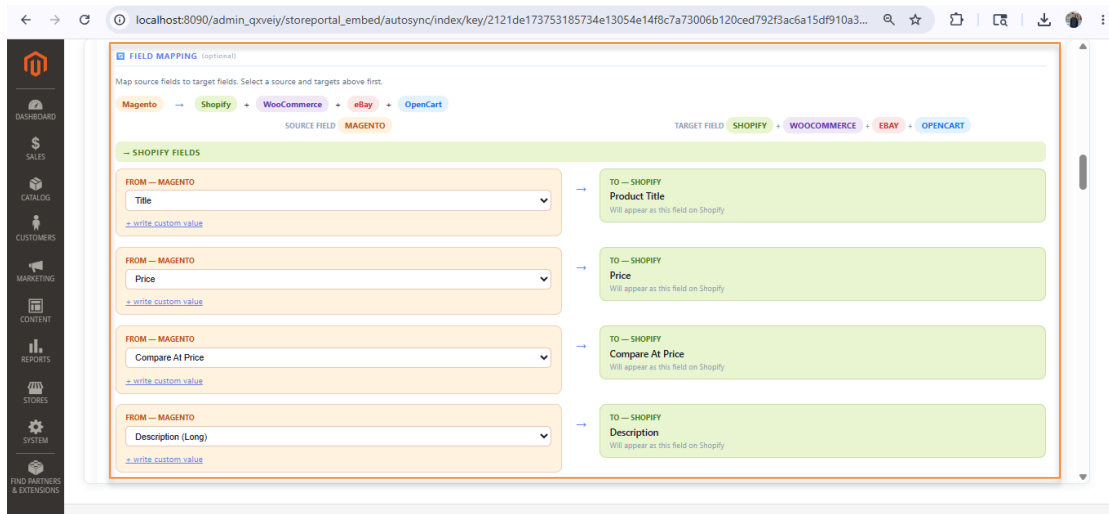 localhost:8090/admin_qxveiy/storeportal_embed/autosync/index/key/2121de173753185734e13054e14f8c7a73006b120ced792f3ac6a15df910a3...
DASHBOARD
$
SALES
CATALOG
CUSTOMERS
MARKETING
CONTENT
REPORTS
STORES
SYSTEM
FIND PARTNERS
& EXTENSIONS
FIELD MAPPING (optional)
Map source fields to target fields. Select a source and targets above first.
Magento → Shopify + WooCommerce + eBay + OpenCart
SOURCE FIELD MAGENTO TARGET FIELD SHOPIFY + WOOCOMMERCE + EBAY + OPENCART
— SHOPIFY FIELDS
FROM — MAGENTO → TO — SHOPIFY
Title Product Title
+ write custom value Will appear as this field on Shopify
FROM — MAGENTO → TO — SHOPIFY
Price Price
+ write custom value Will appear as this field on Shopify
FROM — MAGENTO → TO — SHOPIFY
Compare At Price Compare At Price
+ write custom value Will appear as this field on Shopify
FROM — MAGENTO → TO — SHOPIFY
Description (Long) Description
+ write custom value Will appear as this field on Shopify